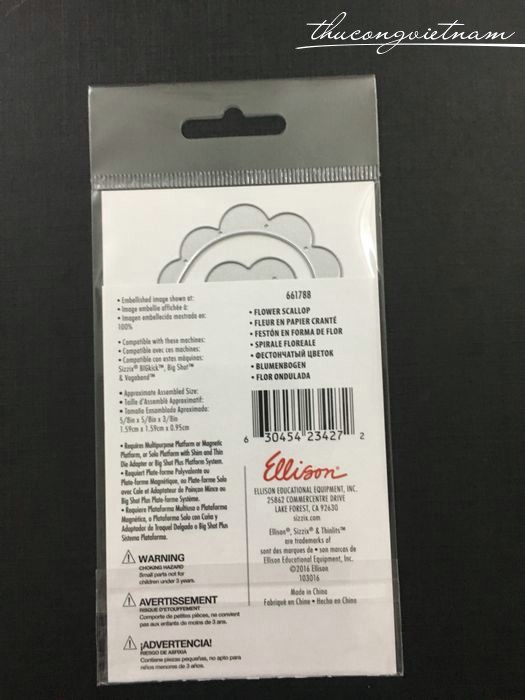 thucongvietnam
• Embellished image shown at:
• Image embellie affichée à:
• Imagen embellecida mostrada en:
100%
• Compatible with these machines:
• Compatible avec ces machines:
• Compatible con estas máquinas:
Sizzix® BIGkick™, Big Shot™
& Vagabond™
• Approximate Assembled Size:
• Taille d'Assemblé Approximatif:
• Tamaño Ensamblado Aproximado:
5/8in x 5/8in x 3/8in
1.59cm x 1.59cm x 0.95cm
• Requires Multipurpose Platform or Magnetic
Platform, or Solo Platform with Shim and Thin
Die Adapter or Big Shot Plus Platform System.
• Requiert Plate-forme Polyvalente ou
Plate-forme Magnétique, ou Plate-forme Solo
avec Cale et Adaptateur de Poinçon Mince ou
Big Shot Plus Plate-forme Système.
• Requiere Plataforma Multiusa o Plataforma
Magnética, o Plataforma Solo con Cuña y
Adaptador de Troquel Delgado o Big Shot Plus
Sistema Plataforma.
WARNING
CHOKING HAZARD
Small parts not for
children under 3 years.
AVERTISSEMENT
RISQUE D'ETOUFFEMENT
Comporte de petites pièces, ne convient
pas aux enfants de moins de 3 ans.
¡ADVERTENCIA!
RIESGO DE ASFIXIA
Contiene piezas pequeñas, no apto para
niños menores de 3 años.
661788
• FLOWER SCALLOP
• FLEUR EN PAPIER CRANTÉ
• FESTÓN EN FORMA DE FLOR
• SPIRALE FLOREALE
• ФЕСТОНЧАТЫЙ ЦВЕТОК
• BLUMENBOGEN
• FLOR ONDULADA
6 30454 23427 2
Ellison™
ELLISON EDUCATIONAL EQUIPMENT, INC.
25862 COMMERCENTRE DRIVE
LAKE FOREST, CA 92630
sizzix.com
Ellison®, Sizzix® & Thinlits™
are trademarks of
sont des marques de • son marcas de
Ellison Educational Equipment, Inc.
©2016 Ellison
103016
Made in China
Fabriqué en China • Hecho en China